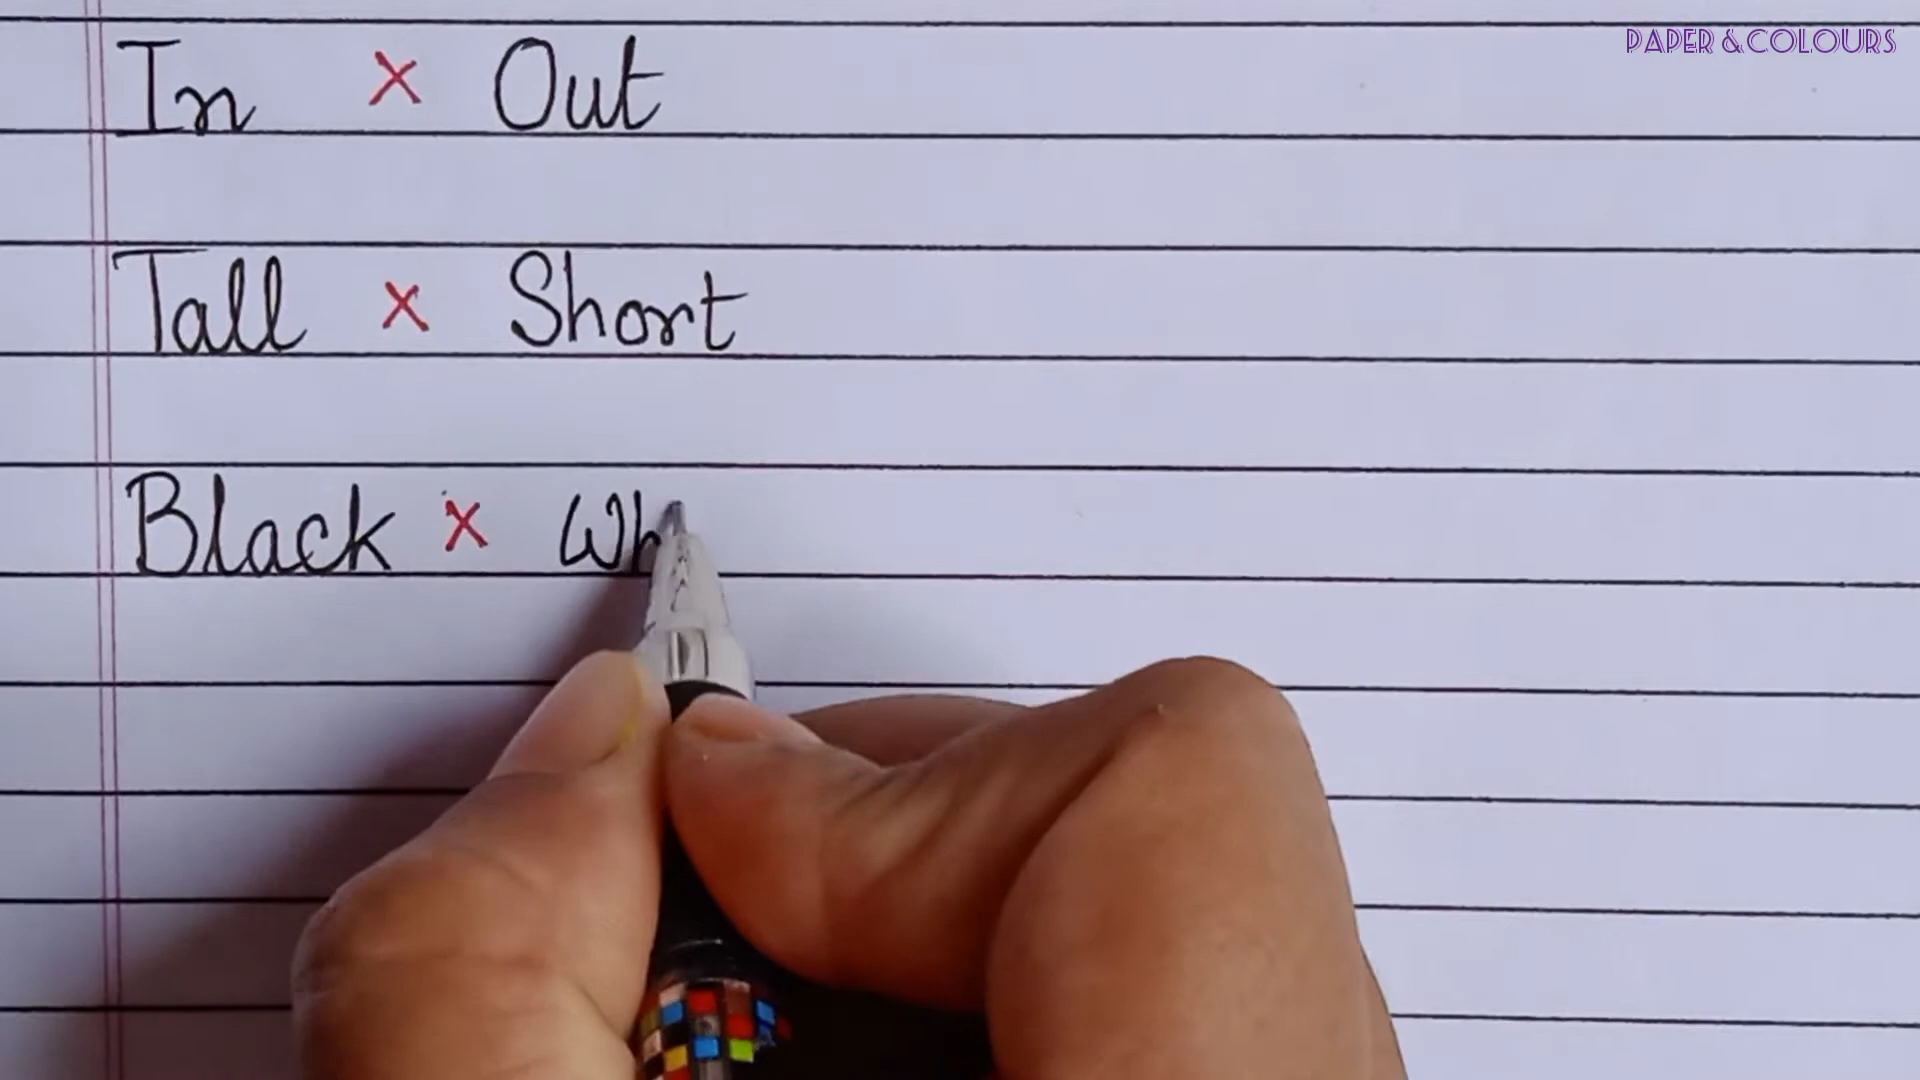 PAPER & COLOURS
In × Out
Tall × Short
Black × Wh